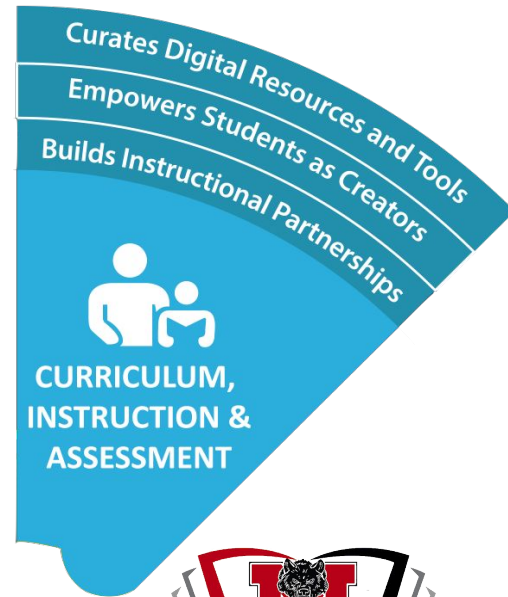 Curates Digital Resources and Tools
Empowers Students as Creators
Builds Instructional Partnerships
CURRICULUM,
INSTRUCTION &
ASSESSMENT